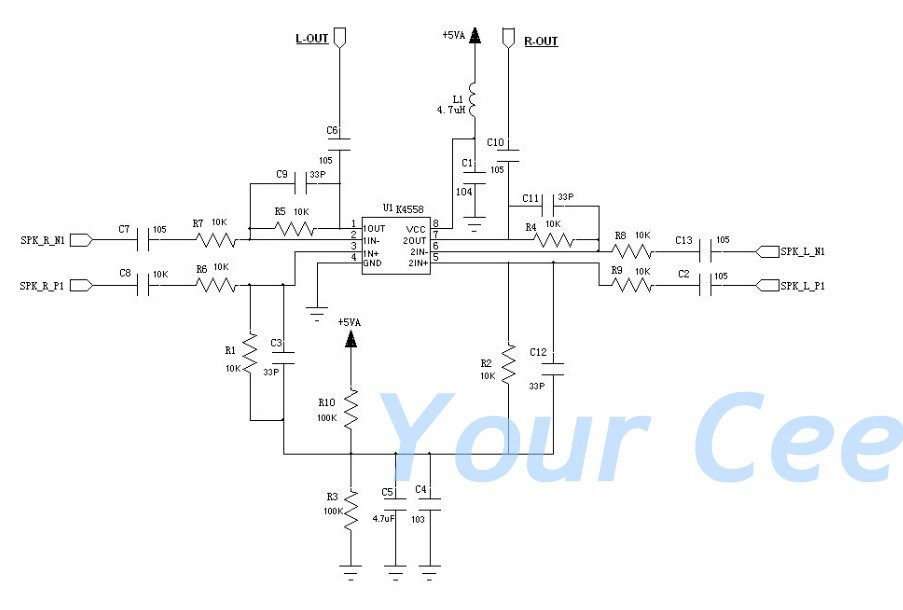 L-OUT
+5VA
R-OUT
L1
4.7uH
C6
105
C10
105
C1
104
C9 33P
C11 33P
R5 10K
U1 K4558
R4 10K
C7 105
R7 10K
1 1OUT VCC 8
2 1IN- 2OUT 7
3 1N+ 2IN- 6
4 GND 2IN+ 5
R8 10K
C13 105
SPK_R_N1
SPK_L_N1
C8 10K
R6 10K
R9 10K
C2 105
SPK_R_P1
SPK_L_P1
+5VA
R1
10K
C3
33P
R2
10K
C12
33P
R10
100K
Your Cee
R3
100K
C5
4.7uF
C4
103